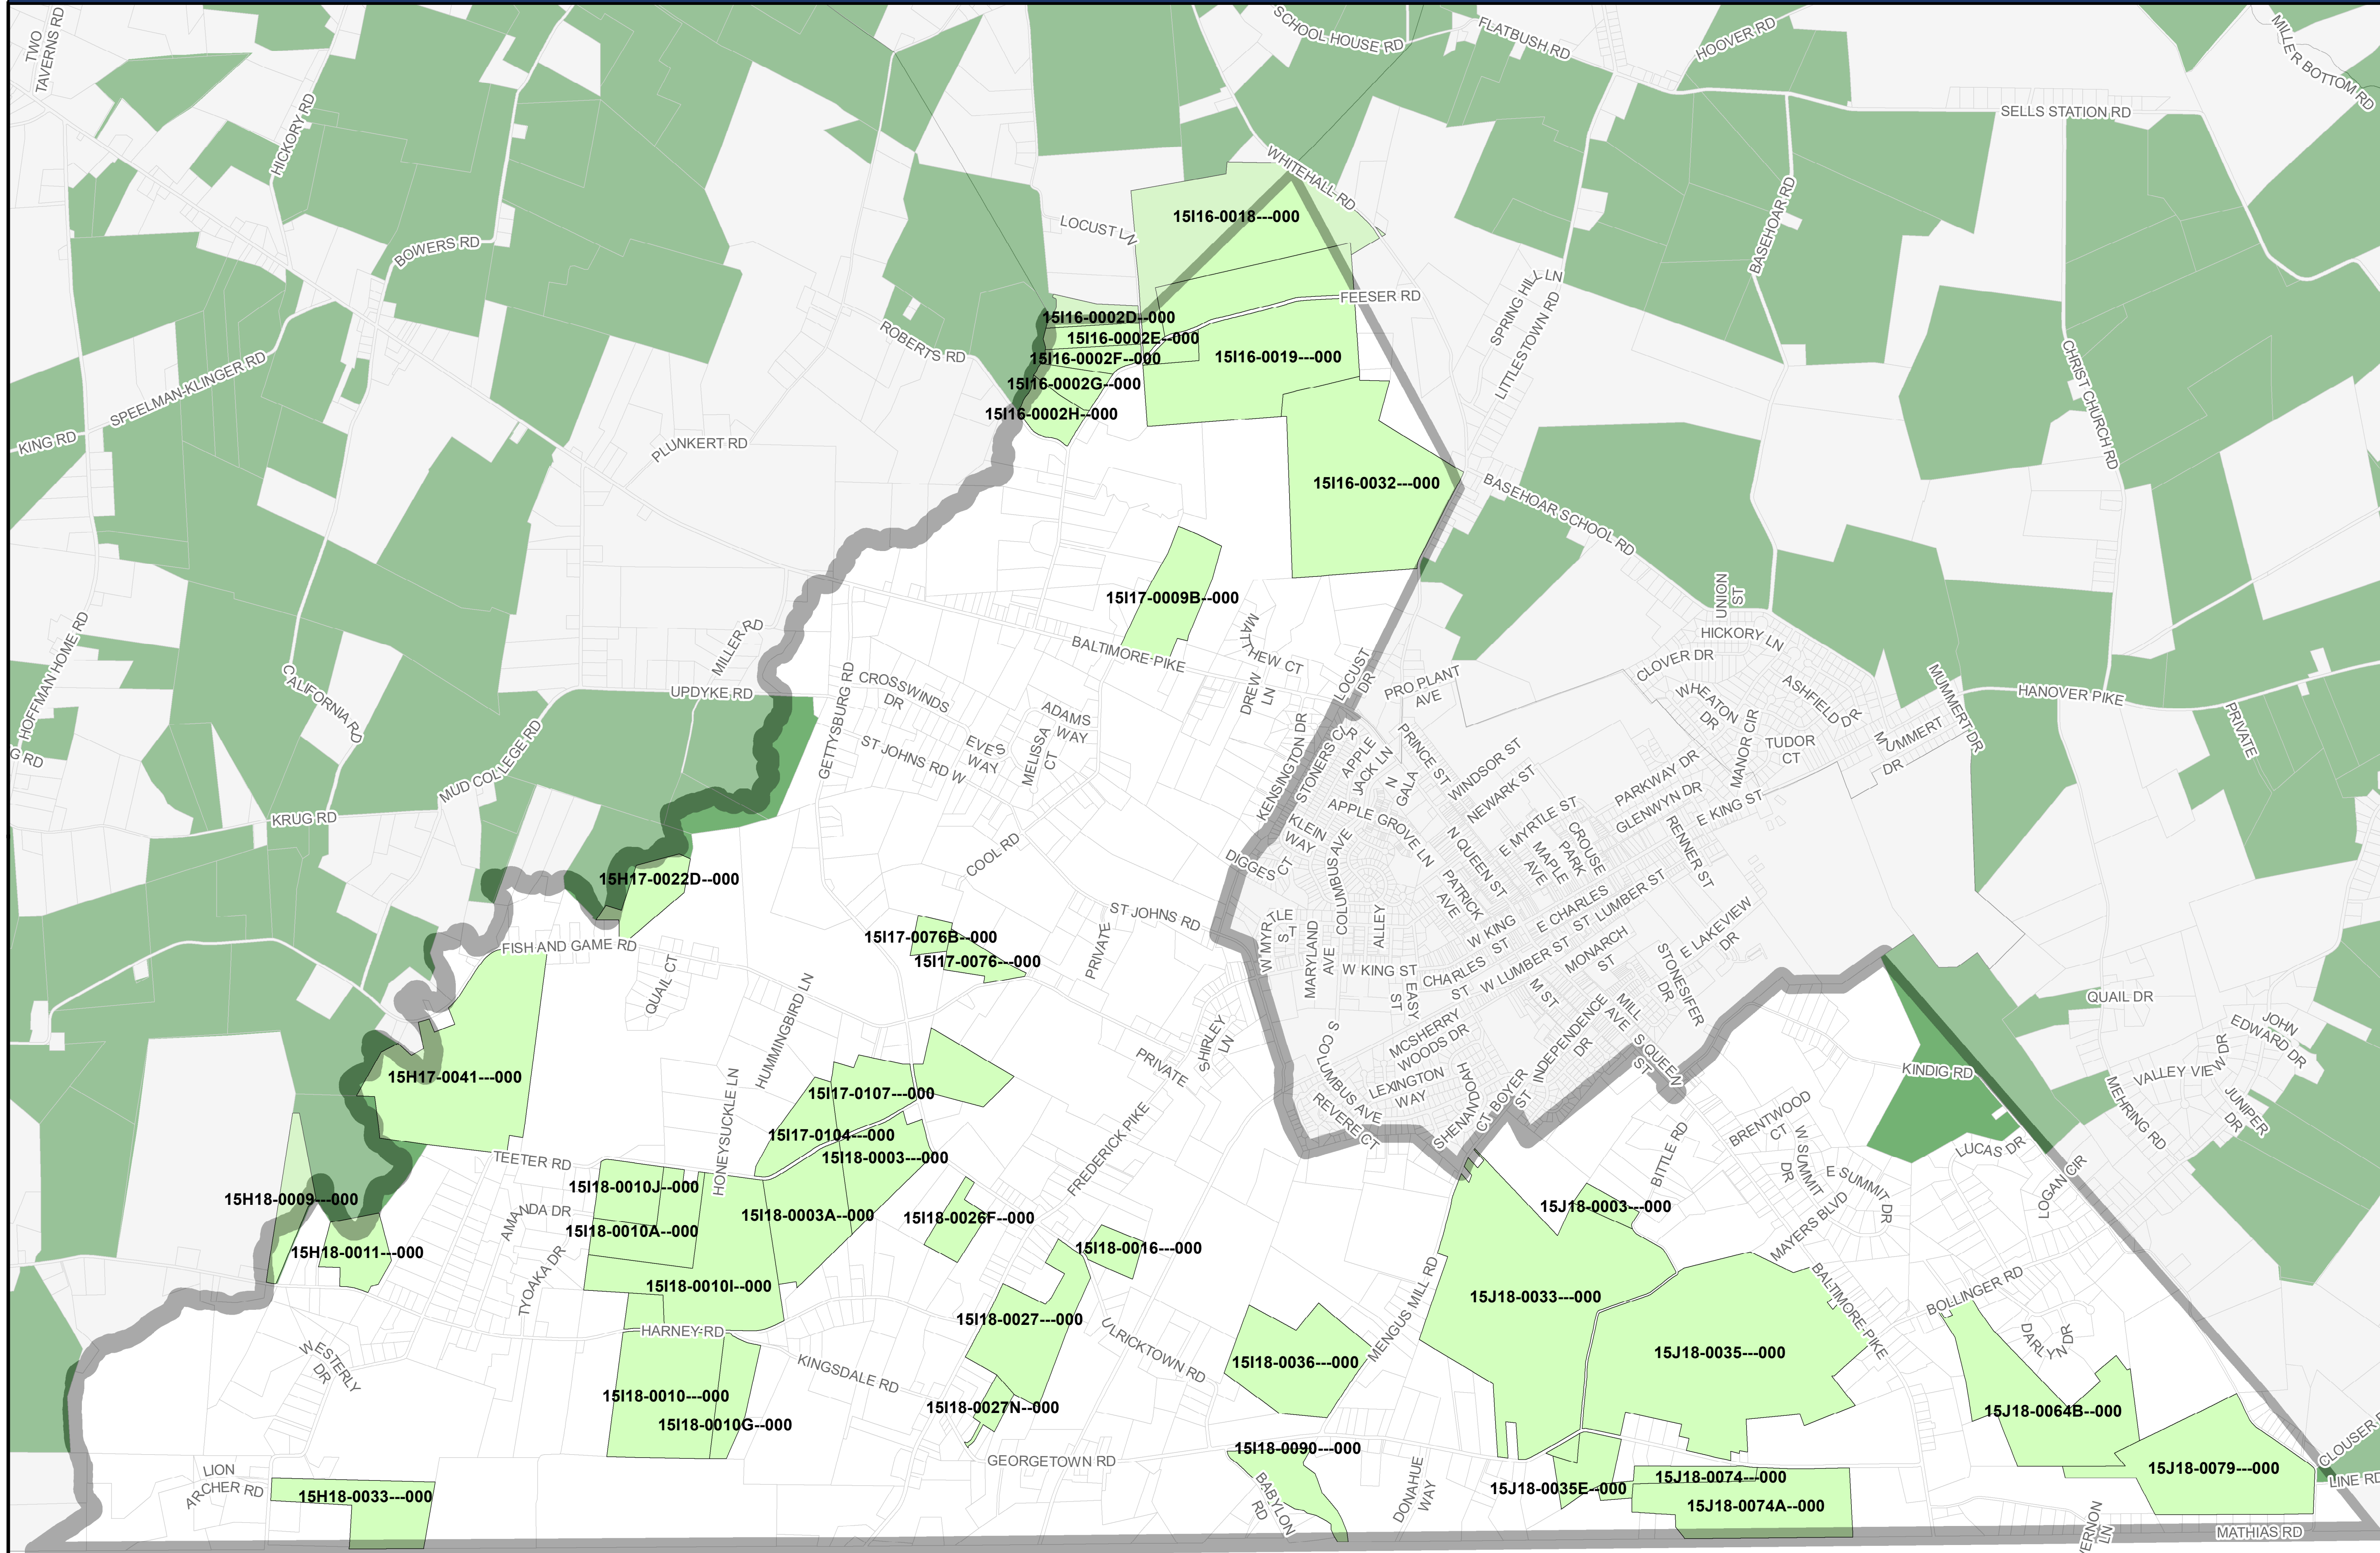 TWO
TAVERNS RD
HICKORY RD
SCHOOL HOUSE RD
FLATBUSH RD
HOOVER RD
MILLER BOTTOM RD
SELLS STATION RD
WHITEHALL RD
BASEHOAR RD
BOWERS RD
LOCUST LN
15I16-0018---000
SPRING HILL LN
FEESER RD
LITTLESTOWN RD
15I16-0002D--000
15I16-0002E--000
15I16-0002F--000
15I16-0019---000
15I16-0002G--000
15I16-0002H--000
ROBERTS RD
SPEELMAN-KLINGER RD
KING RD
PLUNKERT RD
CHRIST CHURCH RD
15I16-0032---000
BASEHOAR SCHOOL RD
15I17-0009B--000
MATTHEW CT
BALTIMORE PIKE
DREW
LN
LOCUST
DR
PRO PLANT
AVE
UNION
ST
HICKORY LN
CLOVER DR
WHEATON
DR
ASHFIELD DR
MANOR CIR
TUDOR
CT
MUMMERT
DR
MUMMERT DR
HANOVER PIKE
PRIVATE
HOFFMAN HOME RD
G RD
CALIFORNIA RD
MILLER RD
UPDYKE RD
MUD COLLEGE RD
KRUG RD
GETTYSBURG RD
CROSSWINDS
DR
ADAMS
WAY
EVES
WAY
MELISSA
CT
ST JOHNS RD W
COOL RD
KENSINGTON DR
STONERS CIR
APPLE
JACK LN
N
GALA
PRINCE ST
WINDSOR ST
NEWARK ST
APPLE GROVE LN
KLEIN
WAY
DIGGES CT
COLUMBUS AVE
N QUEEN ST
E MYRTLE ST
MAPLE
AVE
CROUSE
PARK
PARKWAY DR
GLENWYN DR
E KING ST
RENNER ST
PATRICK
AVE
ALLEY
W MYRTLE
ST
MARYLAND
AVE
W KING
ST
E CHARLES
ST
LUMBER ST
W KING ST
EASY
ST
CHARLES
ST
W LUMBER ST
MONARCH
ST
E LAKEVIEW
DR
STONESIFER
DR
M ST
MILL
AVE
INDEPENDENCE
DR
S QUEEN
ST
MCSHERRY
WOODS DR
S COLUMBUS AVE
LEXINGTON
WAY
REVERE CT
SHENANDOAH
CT
BOYER
ST
15H17-0022D--000
FISH AND GAME RD
QUAIL CT
15I17-0076B--000
15I17-0076---000
ST JOHNS RD
PRIVATE
PRIVATE
SHIRLEY
LN
HUMMINGBIRD LN
HONEYSUCKLE LN
15H17-0041---000
15I17-0107---000
15I17-0104---000
15I18-0003---000
FREDERICK PIKE
TEETER RD
15H18-0009---000
15H18-0011---000
AMANDA DR
TYOAKA DR
15I18-0010J--000
15I18-0010A--000
15I18-0003A--000
15I18-0026F--000
15I18-0016---000
15I18-0010I--000
HARNEY RD
15I18-0027---000
WESTERLY
DR
KINGSDALE RD
ULRICKTOWN RD
15I18-0010---000
15I18-0010G--000
15I18-0027N--000
15I18-0036---000
MENGUS MILL RD
GEORGETOWN RD
15I18-0090---000
BABYLON
RD
DONAHUE
WAY
LION
ARCHER RD
15H18-0033---000
QUAIL DR
JOHN
EDWARD DR
VALLEY VIEW DR
JUNIPER
DR
MEHRING RD
KINDIG RD
LUCAS DR
LOGAN CIR
BITTLE RD
BRENTWOOD
CT
W SUMMIT
DR
E SUMMIT
DR
MAYERS BLVD
15J18-0003---000
15J18-0033---000
15J18-0035---000
BALTIMORE PIKE
BOLLINGER RD
DARLYN DR
15J18-0064B--000
15J18-0079---000
15J18-0035E--000
15J18-0074---000
15J18-0074A--000
LINE RD
MATHIAS RD